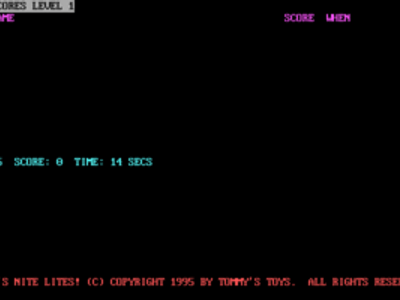 CORES LEVEL 1
AME SCORE WHEN
S SCORE: 0 TIME: 14 SECS
'S NITE LITES! (C) COPYRIGHT 1995 BY TOMMY'S TOYS. ALL RIGHTS RESE